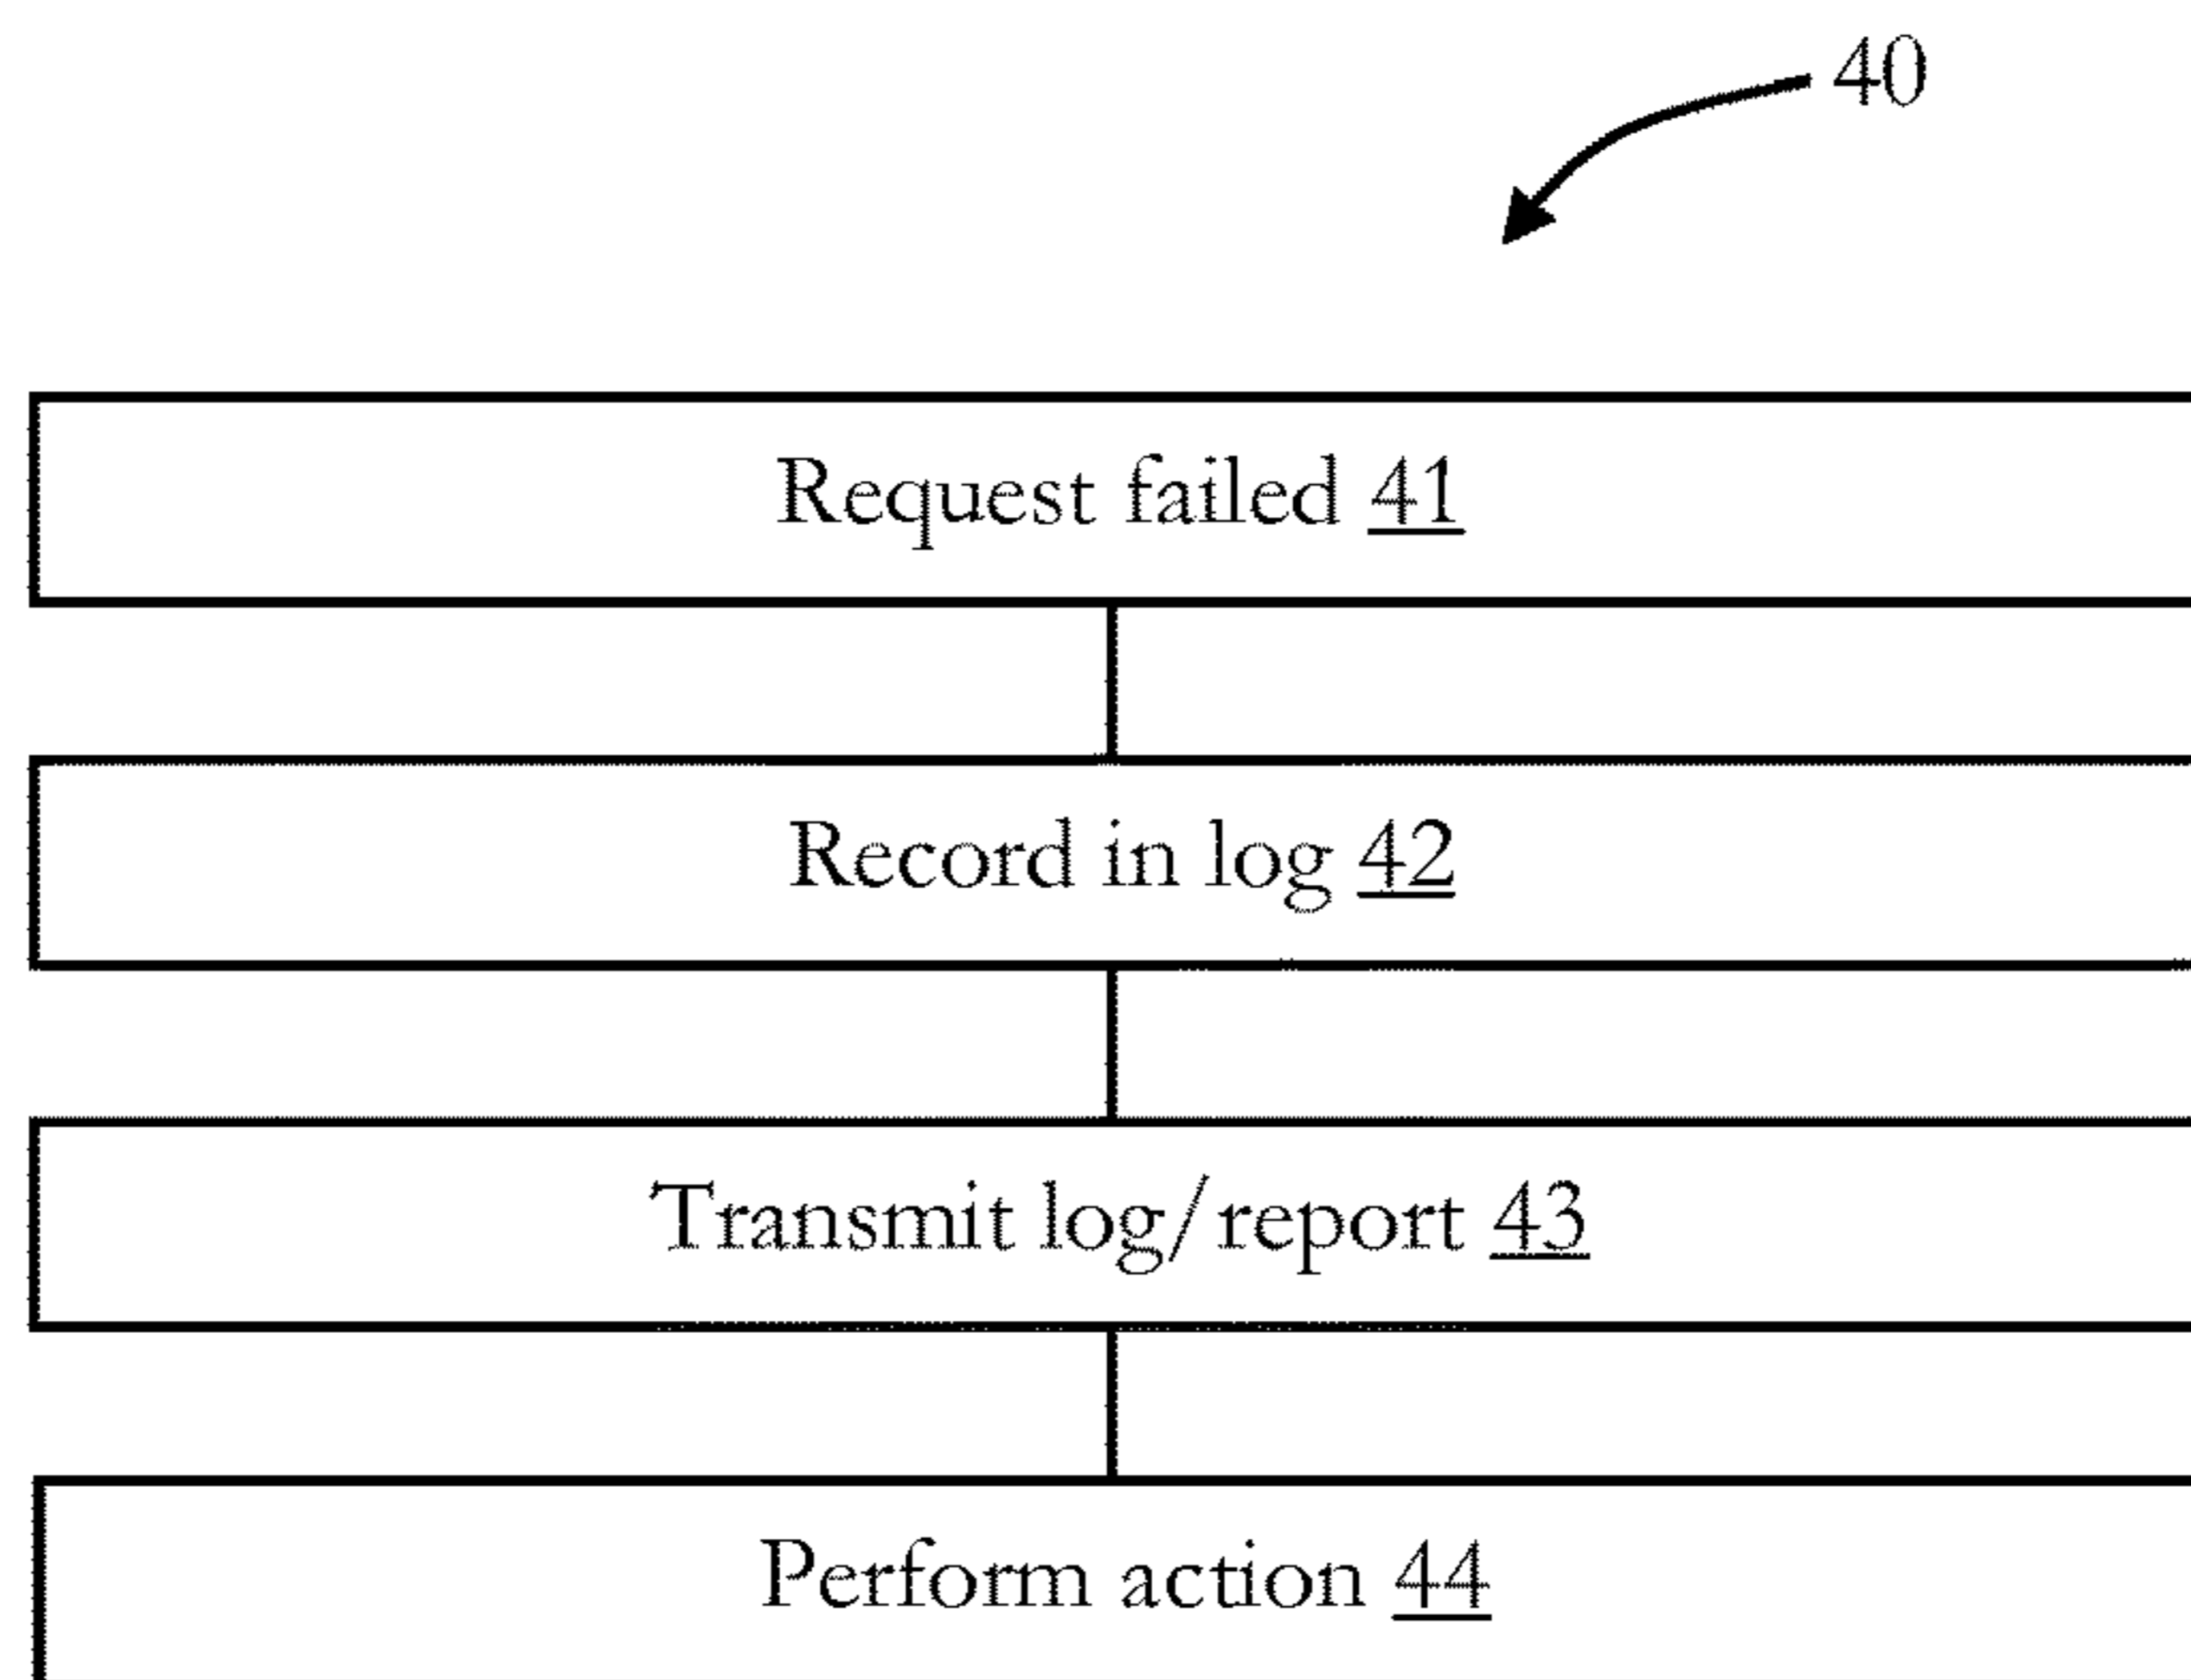 40
Request failed 41
Record in log 42
Transmit log/report 43
Perform action 44